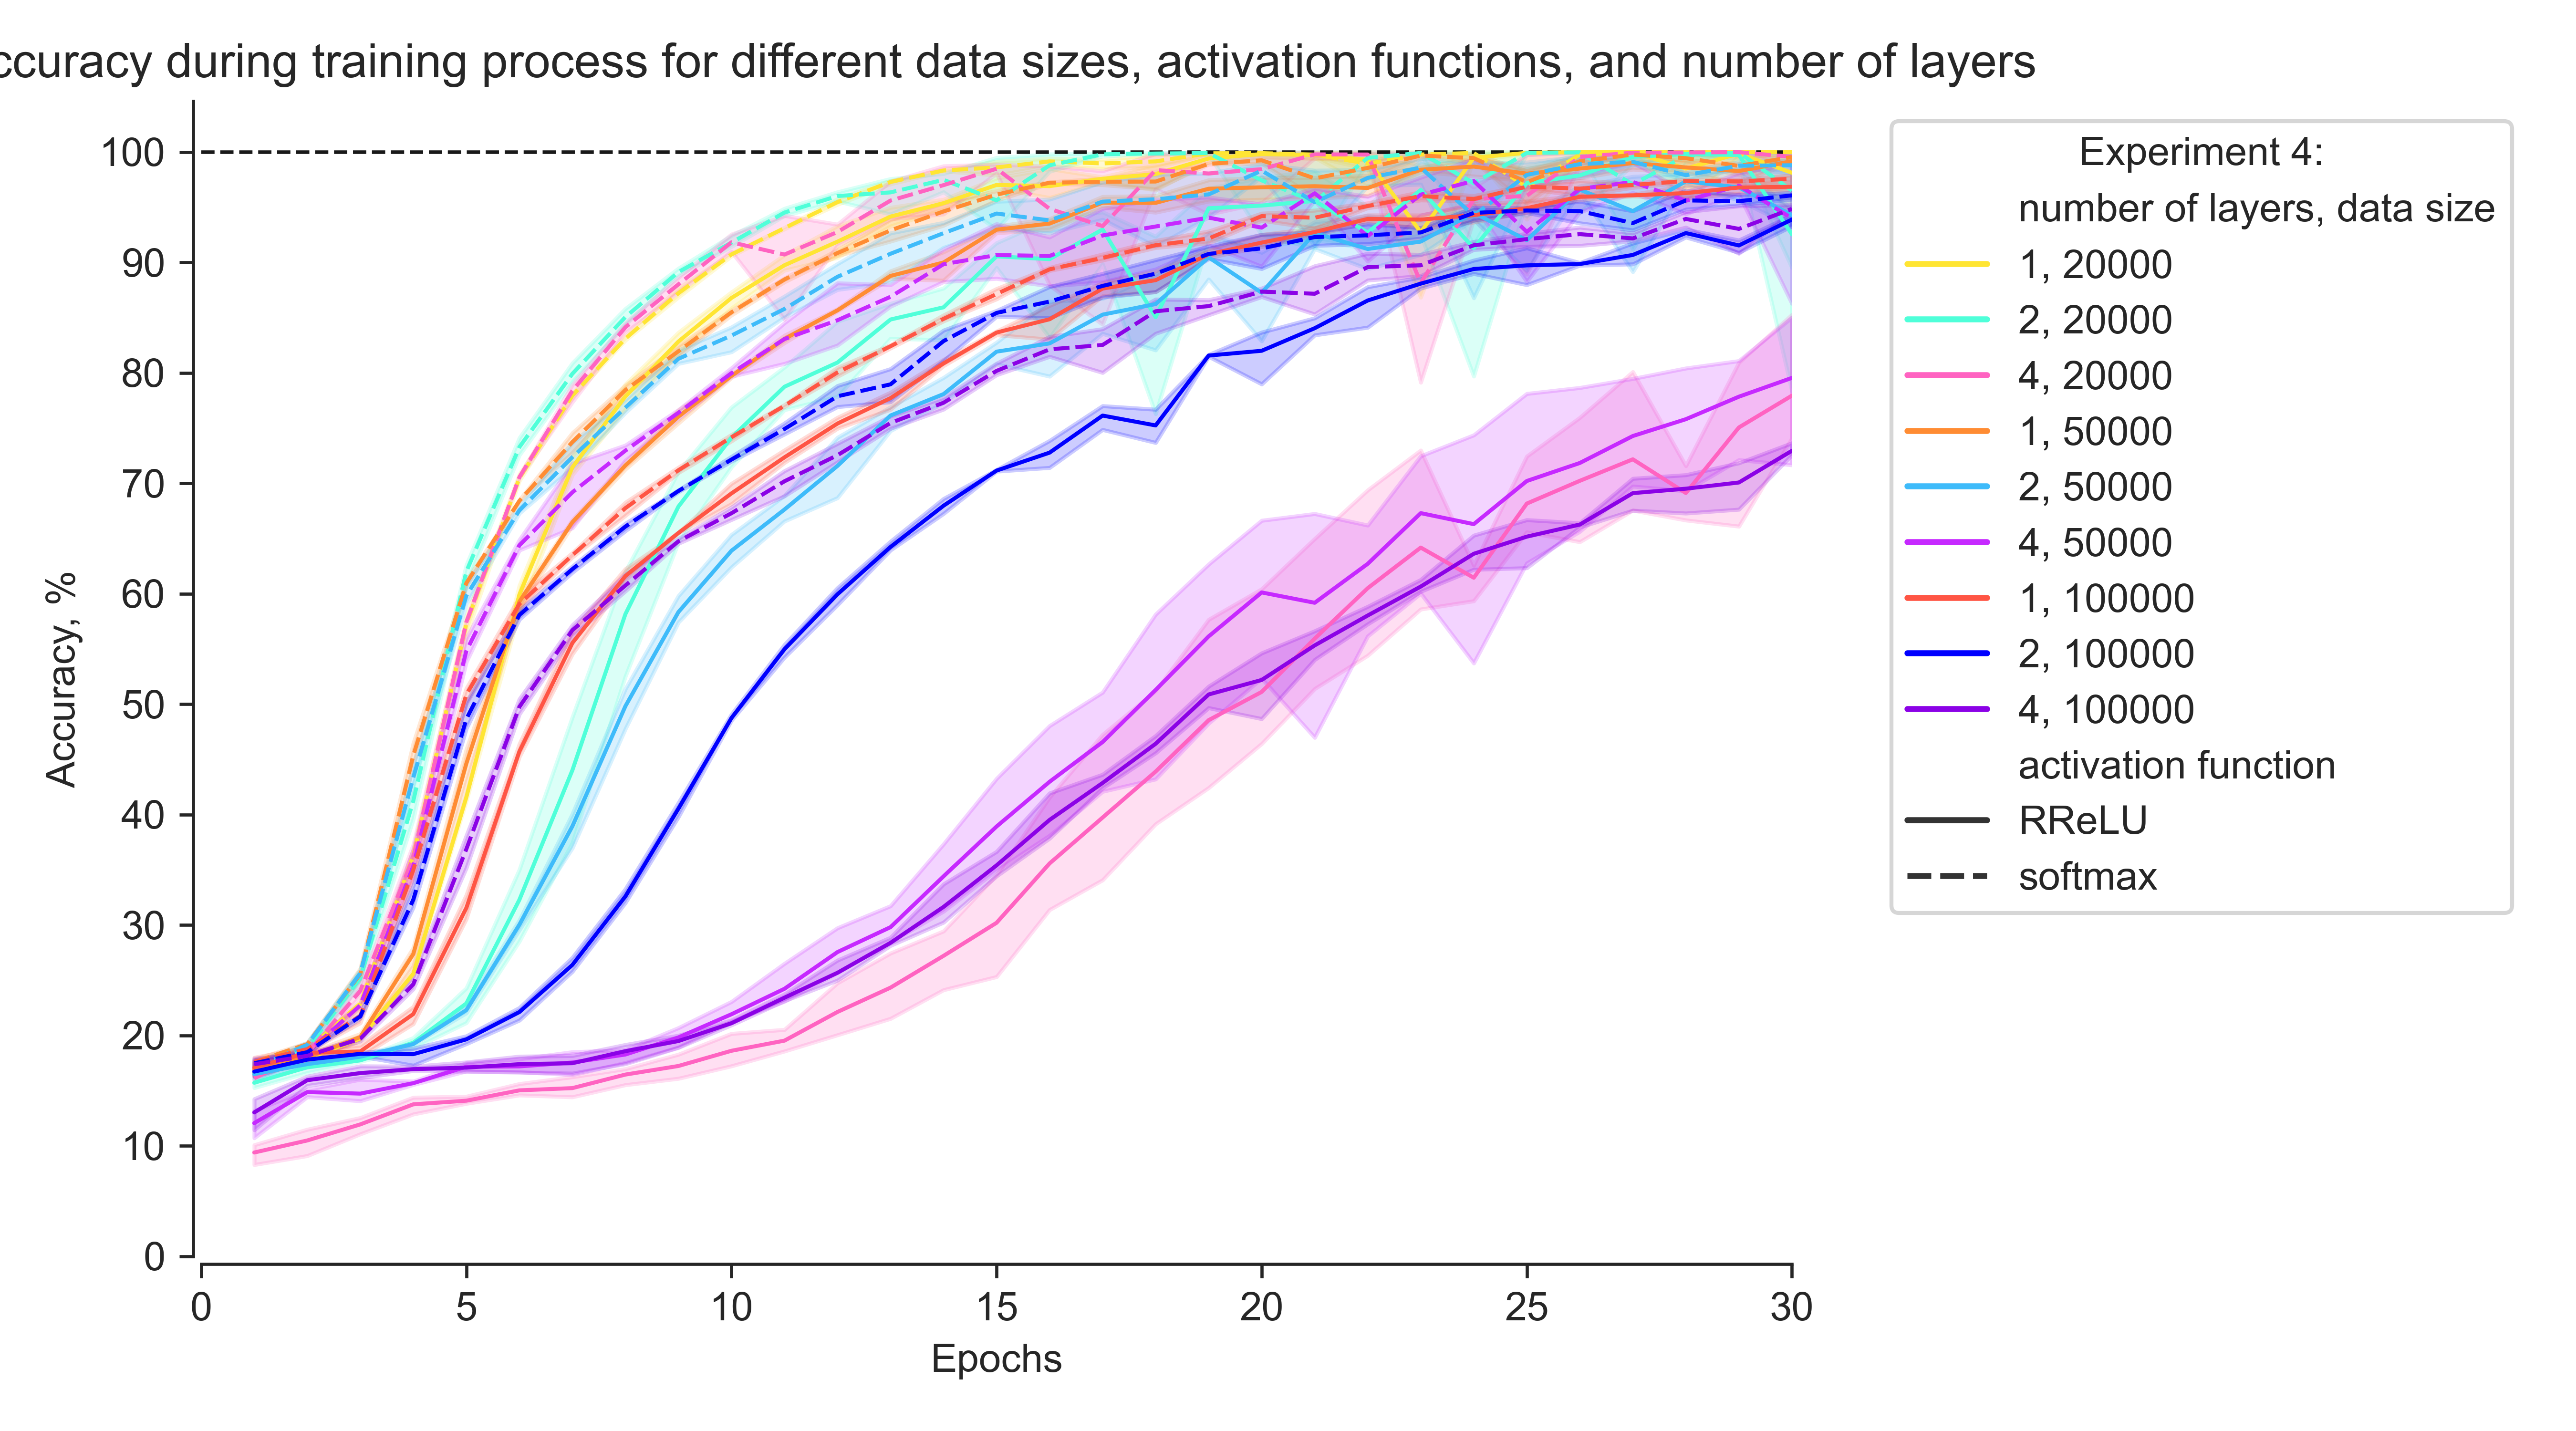 ccuracy during training process for different data sizes, activation functions, and number of layers
100
90
80
70
60
50
40
30
20
10
0
Accuracy, %
0 5 10 15 20 25 30
Epochs
Experiment 4:
number of layers, data size
1, 20000
2, 20000
4, 20000
1, 50000
2, 50000
4, 50000
1, 100000
2, 100000
4, 100000
activation function
RReLU
softmax